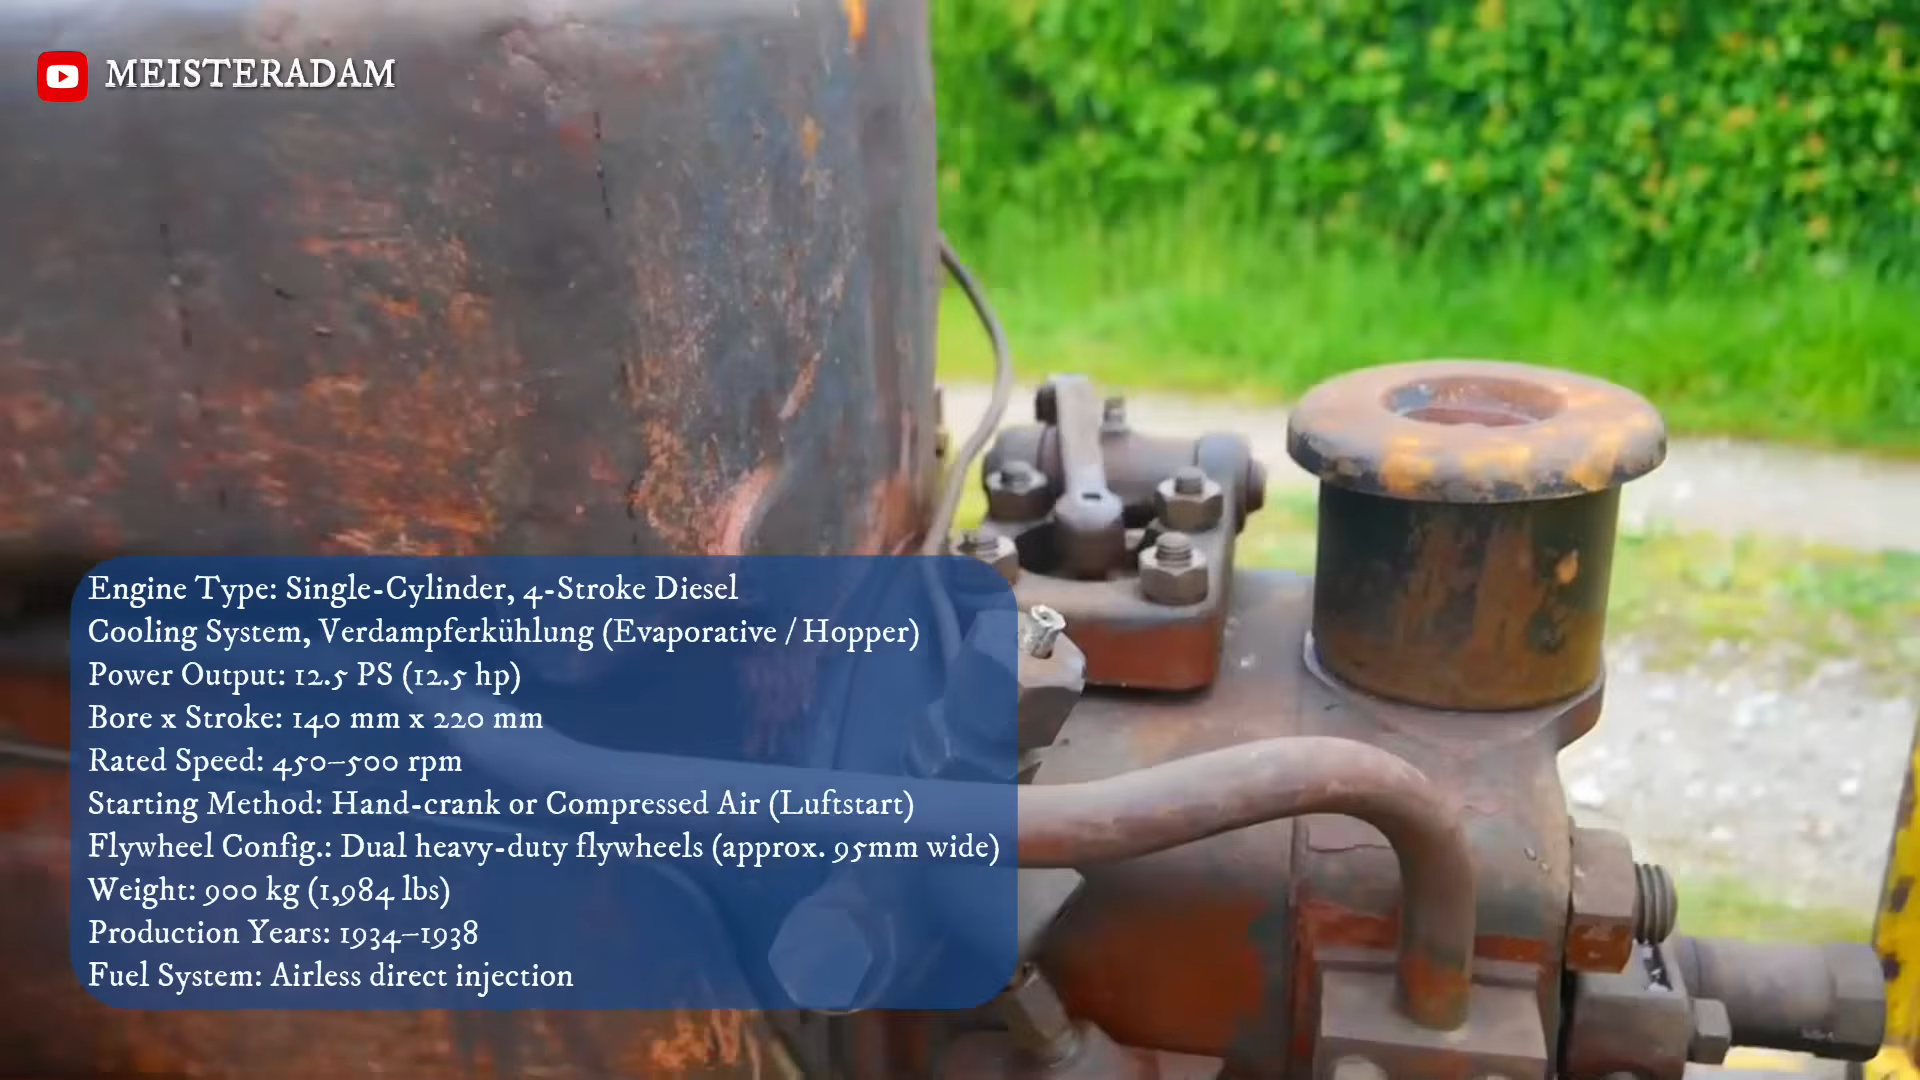 MEISTERADAM
Engine Type: Single-Cylinder, 4-Stroke Diesel
Cooling System, Verdampferkühlung (Evaporative / Hopper)
Power Output: 12.5 PS (12.5 hp)
Bore x Stroke: 140 mm x 220 mm
Rated Speed: 450–500 rpm
Starting Method: Hand-crank or Compressed Air (Luftstart)
Flywheel Config.: Dual heavy-duty flywheels (approx. 95mm wide)
Weight: 900 kg (1,984 lbs)
Production Years: 1934–1938
Fuel System: Airless direct injection